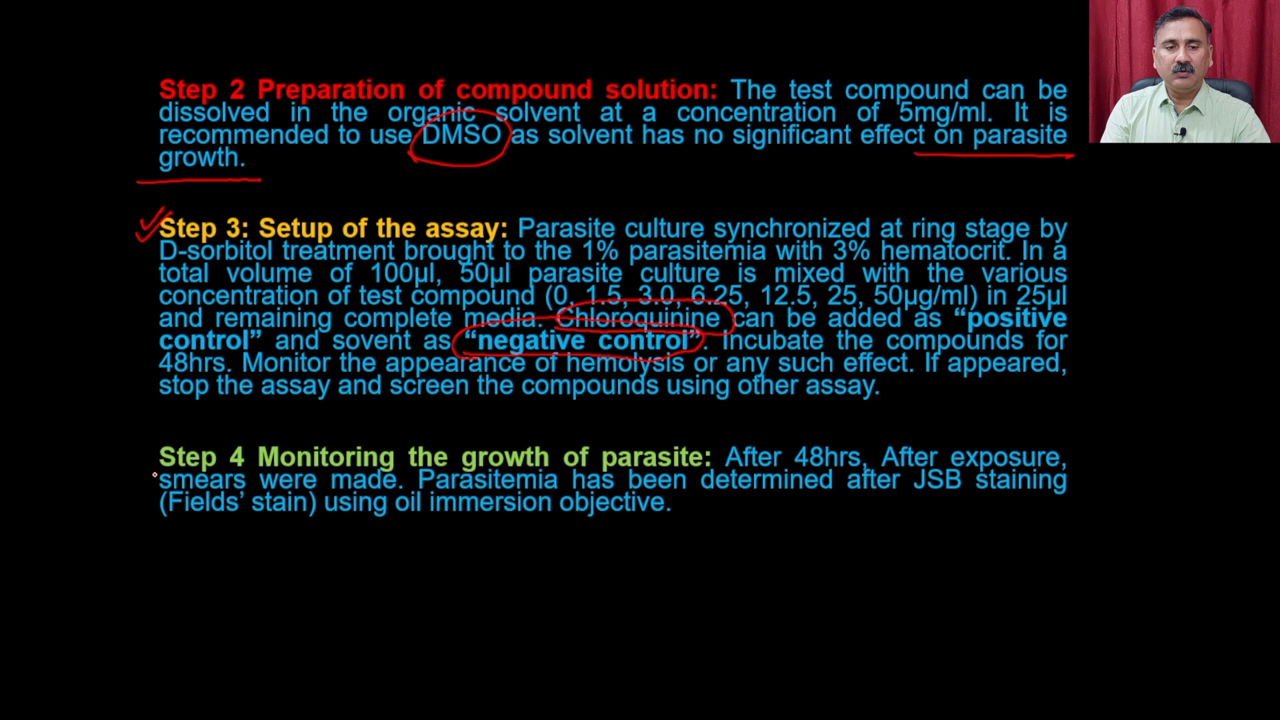 Step 2 Preparation of compound solution: The test compound can be
dissolved in the organic solvent at a concentration of 5mg/ml. It is
recommended to use DMSO as solvent has no significant effect on parasite
growth.
Step 3: Setup of the assay: Parasite culture synchronized at ring stage by
D-sorbitol treatment brought to the 1% parasitemia with 3% hematocrit. In a
total volume of 100µl, 50µl parasite culture is mixed with the various
concentration of test compound (0, 1.5, 3.0, 6.25, 12.5, 25, 50µg/ml) in 25µl
and remaining complete media. Chloroquinine can be added as “positive
control” and sovent as “negative control”. Incubate the compounds for
48hrs. Monitor the appearance of hemolysis or any such effect. If appeared,
stop the assay and screen the compounds using other assay.
Step 4 Monitoring the growth of parasite: After 48hrs, After exposure,
smears were made. Parasitemia has been determined after JSB staining
(Fields’ stain) using oil immersion objective.